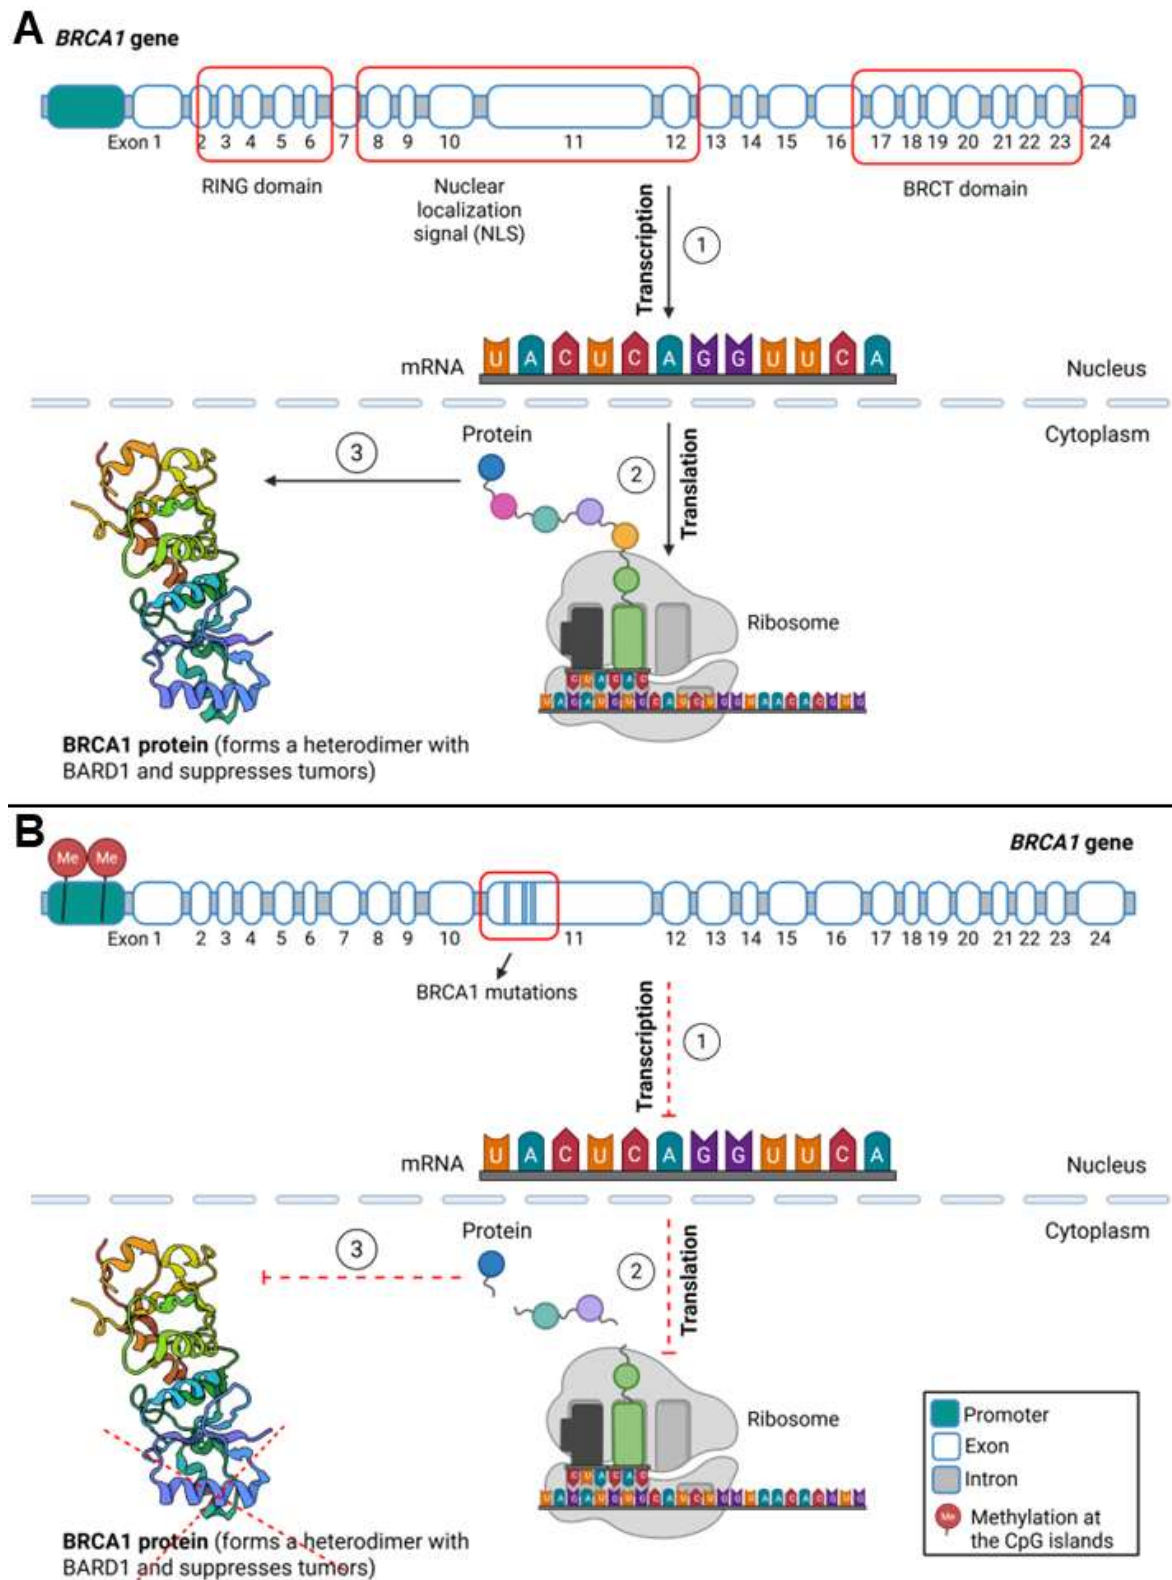 A BRCA1 gene
Exon 1 2 3 4 5 6 7 8 9 10 11 12 13 14 15 16 17 18 19 20 21 22 23 24
RING domain
Nuclear
localization
signal (NLS)
BRCT domain
Transcription
1
mRNA
U A C U C A G G U U C A
Nucleus
Cytoplasm
Protein
3
2
Translation
Ribosome
C U A C A C
U A G A U G U G C A U C U G G U A A C A C G U G
BRCA1 protein (forms a heterodimer with
BARD1 and suppresses tumors)
B
Me Me
BRCA1 gene
Exon 1 2 3 4 5 6 7 8 9 10 11 12 13 14 15 16 17 18 19 20 21 22 23 24
BRCA1 mutations
Transcription
1
mRNA
U A C U C A G G U U C A
Nucleus
Cytoplasm
Protein
3
2
Translation
Ribosome
C U A C A C
U A G A U G U G C A U C U G G U A A C A C G U G
BRCA1 protein (forms a heterodimer with
BARD1 and suppresses tumors)
Promoter
Exon
Intron
Me Methylation at
the CpG islands